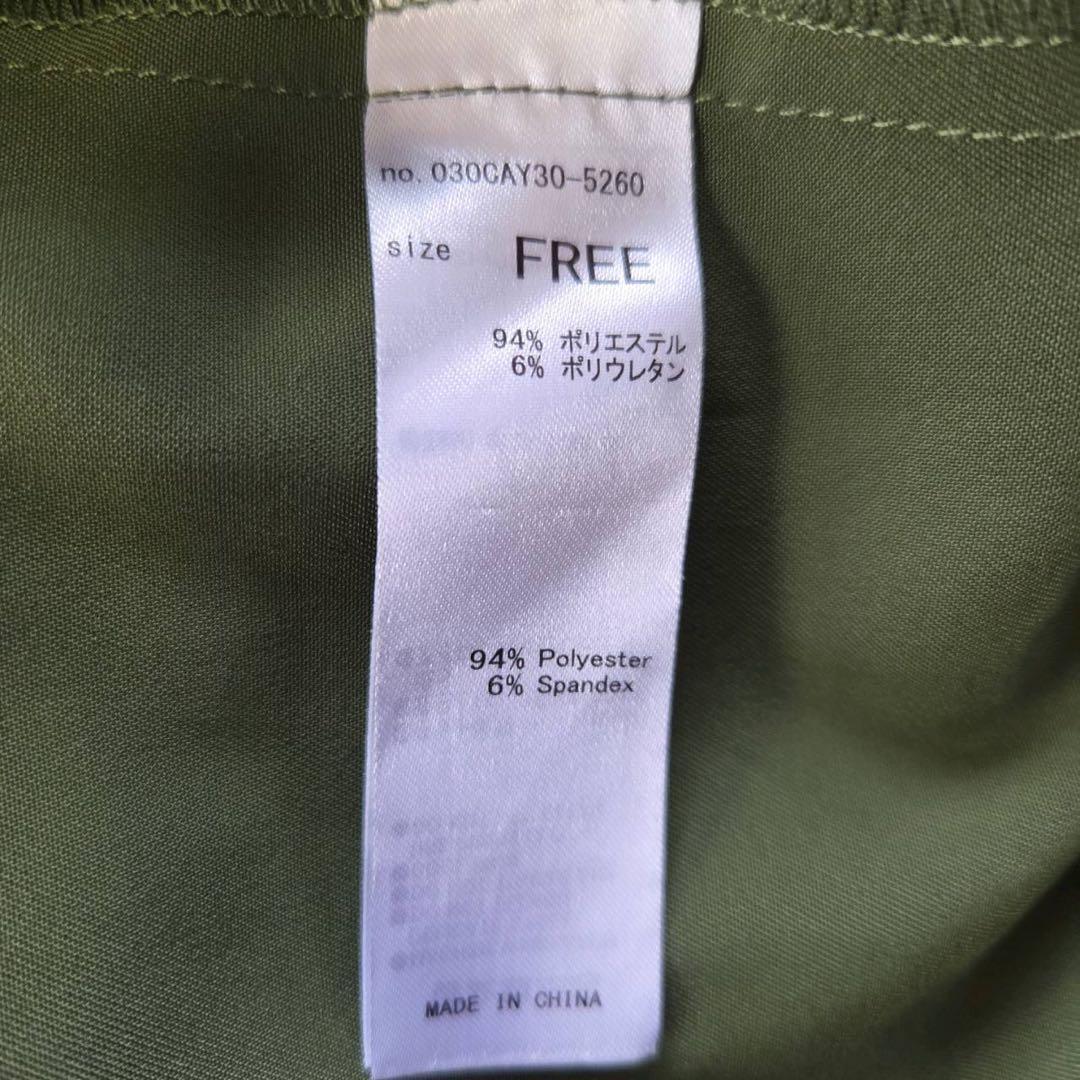 no. 030CAY30-5260
size FREE
94% ポリエステル
6% ポリウレタン
94% Polyester
6% Spandex
MADE IN CHINA